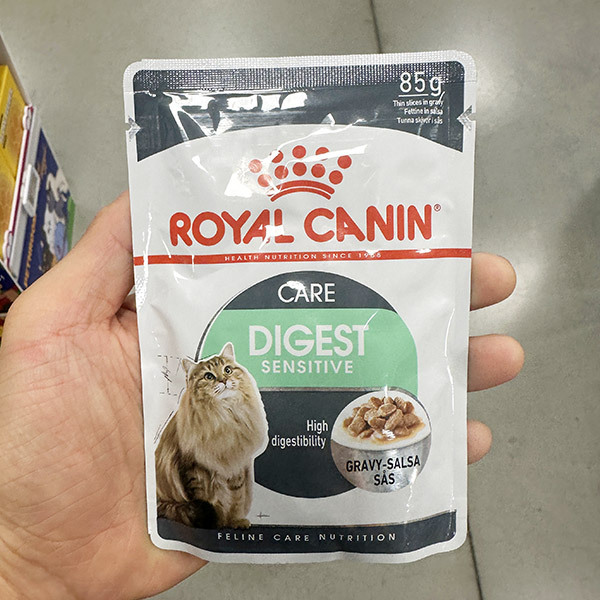 85g
Thin slices in gravy
Fettine in salsa
Tunna skivor i sås
ROYAL CANIN®
HEALTH NUTRITION SINCE 1968
CARE
DIGEST
SENSITIVE
High
digestibility
GRAVY-SALSA
SÅS
FELINE CARE NUTRITION